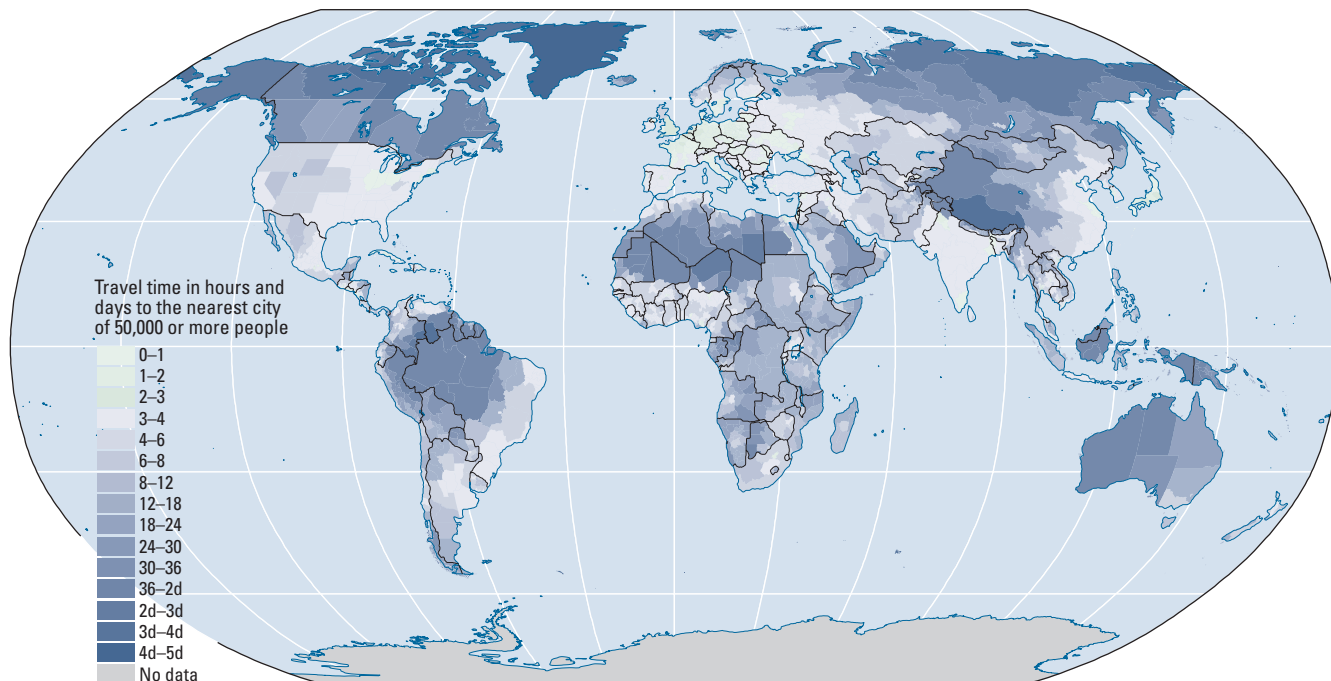 Travel time in hours and
days to the nearest city
of 50,000 or more people
0–1
1–2
2–3
3–4
4–6
6–8
8–12
12–18
18–24
24–30
30–36
36–2d
2d–3d
3d–4d
4d–5d
No data